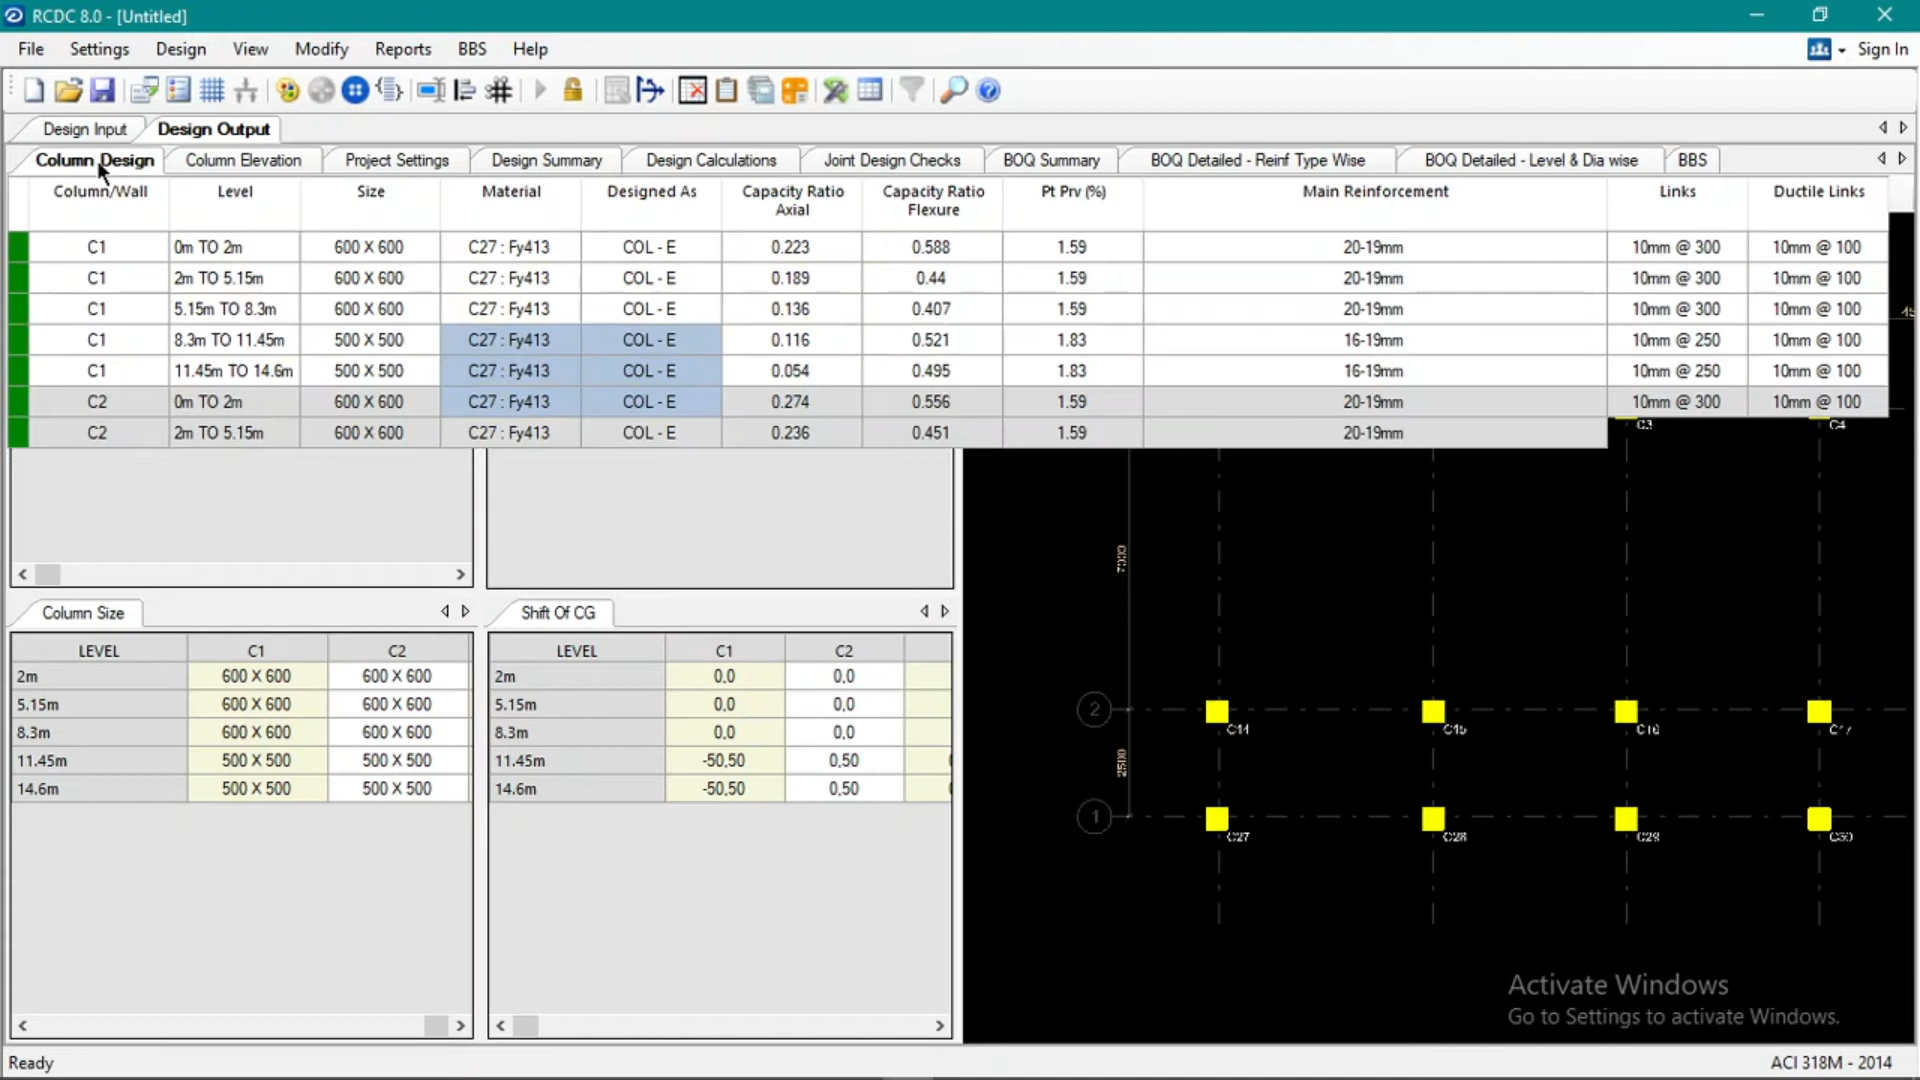 RCDC 8.0 - [Untitled]
File Settings Design View Modify Reports BBS Help Sign In
Design Input Design Output
Column Design Column Elevation Project Settings Design Summary Design Calculations Joint Design Checks BOQ Summary BOQ Detailed - Reinf Type Wise BOQ Detailed - Level & Dia wise BBS
Column/Wall Level Size Material Designed As Capacity Ratio Axial Capacity Ratio Flexure Pt Prv (%) Main Reinforcement Links Ductile Links
C1 0m TO 2m 600 X 600 C27 : Fy413 COL - E 0.223 0.588 1.59 20-19mm 10mm @ 300 10mm @ 100
C1 2m TO 5.15m 600 X 600 C27 : Fy413 COL - E 0.189 0.44 1.59 20-19mm 10mm @ 300 10mm @ 100
C1 5.15m TO 8.3m 600 X 600 C27 : Fy413 COL - E 0.136 0.407 1.59 20-19mm 10mm @ 300 10mm @ 100
C1 8.3m TO 11.45m 500 X 500 C27 : Fy413 COL - E 0.116 0.521 1.83 16-19mm 10mm @ 250 10mm @ 100
C1 11.45m TO 14.6m 500 X 500 C27 : Fy413 COL - E 0.054 0.495 1.83 16-19mm 10mm @ 250 10mm @ 100
C2 0m TO 2m 600 X 600 C27 : Fy413 COL - E 0.274 0.556 1.59 20-19mm 10mm @ 300 10mm @ 100
C2 2m TO 5.15m 600 X 600 C27 : Fy413 COL - E 0.236 0.451 1.59 20-19mm
C3 C4
Column Size
LEVEL C1 C2
2m 600 X 600 600 X 600
5.15m 600 X 600 600 X 600
8.3m 600 X 600 600 X 600
11.45m 500 X 500 500 X 500
14.6m 500 X 500 500 X 500
Shift Of CG
LEVEL C1 C2
2m 0,0 0,0
5.15m 0,0 0,0
8.3m 0,0 0,0
11.45m -50,50 0,50
14.6m -50,50 0,50
2
C14 C15 C16 C17
2500
1
C27 C28 C29 C30
Activate Windows
Go to Settings to activate Windows.
Ready ACI 318M - 2014